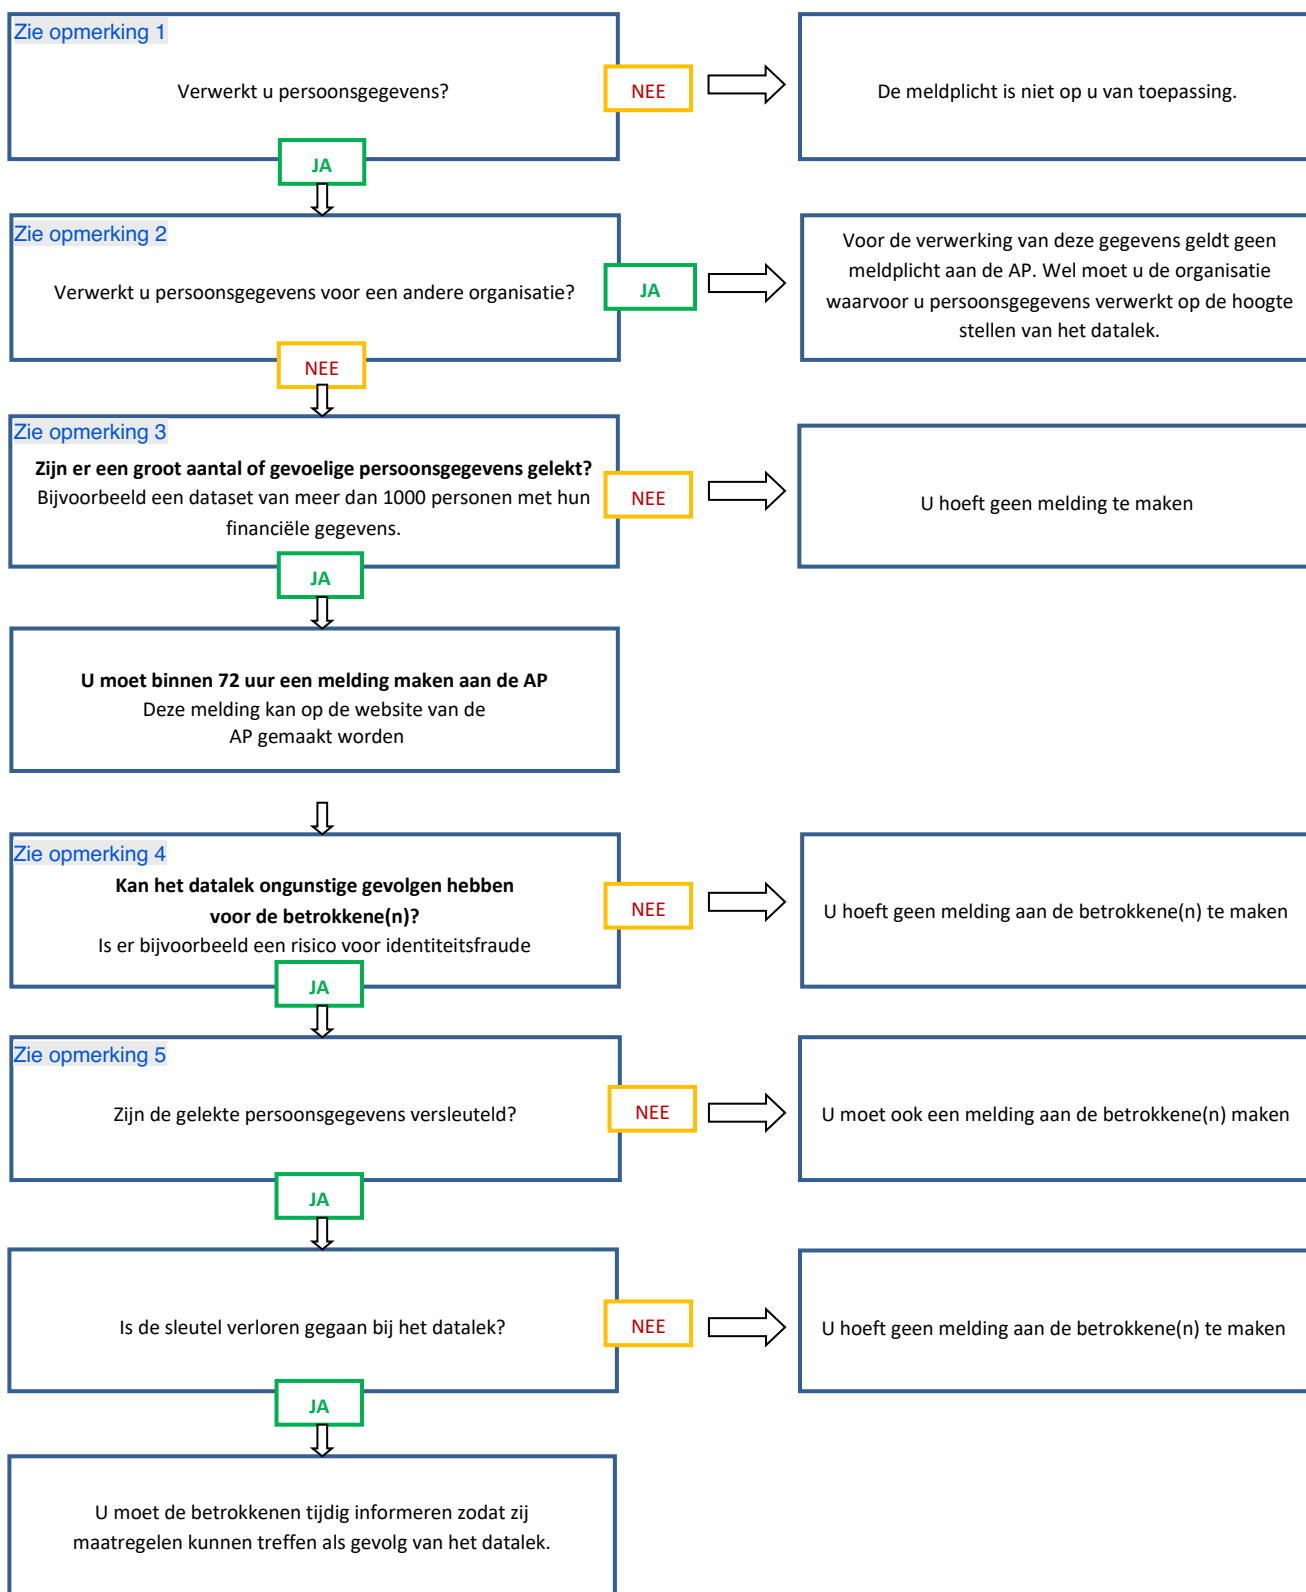 Zie opmerking 1
Verwerkt u persoonsgegevens?
NEE
De meldplicht is niet op u van toepassing.
JA
Zie opmerking 2
Verwerkt u persoonsgegevens voor een andere organisatie?
JA
Voor de verwerking van deze gegevens geldt geen
meldplicht aan de AP. Wel moet u de organisatie
waarvoor u persoonsgegevens verwerkt op de hoogte
stellen van het datalek.
NEE
Zie opmerking 3
Zijn er een groot aantal of gevoelige persoonsgegevens gelekt?
Bijvoorbeeld een dataset van meer dan 1000 personen met hun
financiële gegevens.
NEE
U hoeft geen melding te maken
JA
U moet binnen 72 uur een melding maken aan de AP
Deze melding kan op de website van de
AP gemaakt worden
Zie opmerking 4
Kan het datalek ongunstige gevolgen hebben
voor de betrokkene(n)?
Is er bijvoorbeeld een risico voor identiteitsfraude
NEE
U hoeft geen melding aan de betrokkene(n) te maken
JA
Zie opmerking 5
Zijn de gelekte persoonsgegevens versleuteld?
NEE
U moet ook een melding aan de betrokkene(n) maken
JA
Is de sleutel verloren gegaan bij het datalek?
NEE
U hoeft geen melding aan de betrokkene(n) te maken
JA
U moet de betrokkenen tijdig informeren zodat zij
maatregelen kunnen treffen als gevolg van het datalek.